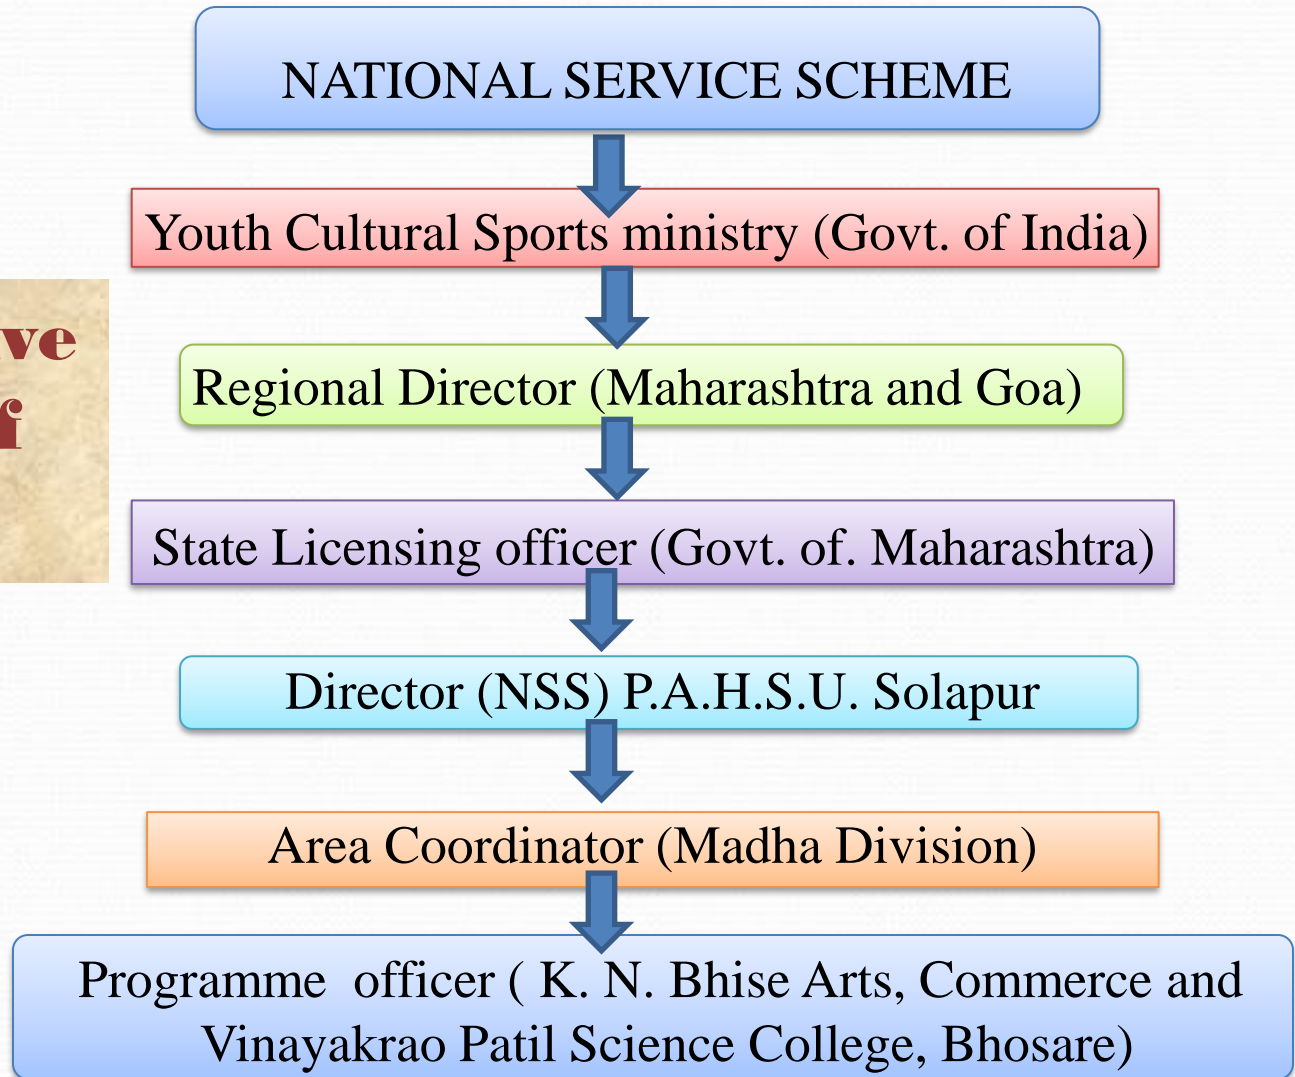 NATIONAL SERVICE SCHEME
Youth Cultural Sports ministry (Govt. of India)
Regional Director (Maharashtra and Goa)
State Licensing officer (Govt. of. Maharashtra)
Director (NSS) P.A.H.S.U. Solapur
Area Coordinator (Madha Division)
Programme officer ( K. N. Bhise Arts, Commerce and
Vinayakrao Patil Science College, Bhosare)